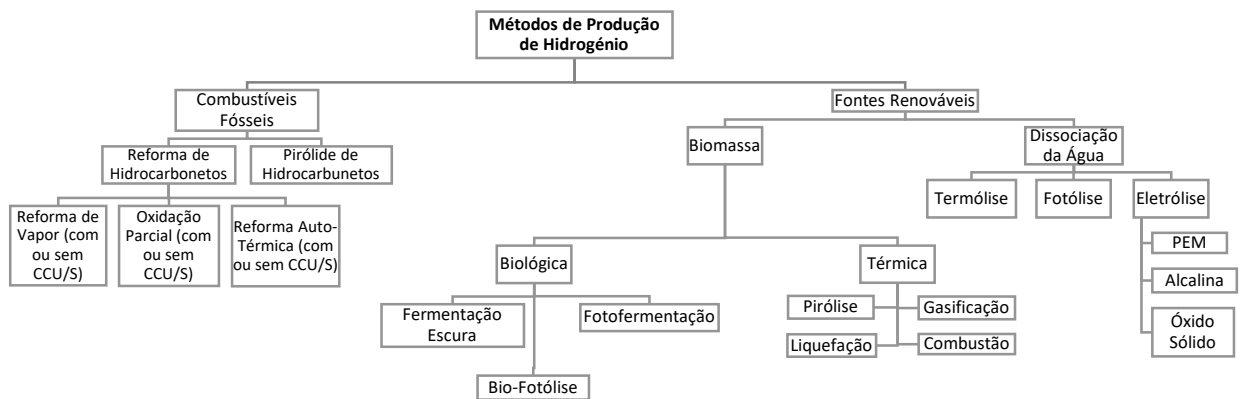 Métodos de Produção
de Hidrogénio
Combustíveis
Fósseis
Fontes Renováveis
Reforma de
Hidrocarbonetos
Pirólide de
Hidrocarbunetos
Biomassa
Dissociação
da Água
Reforma de
Vapor (com
ou sem
CCU/S)
Oxidação
Parcial (com
ou sem
CCU/S)
Reforma Auto-
Térmica (com
ou sem CCU/S)
Termólise
Fotólise
Eletrólise
PEM
Alcalina
Óxido
Sólido
Biológica
Térmica
Fermentação
Escura
Fotofermentação
Bio-Fotólise
Pirólise
Gasificação
Liquefação
Combustão